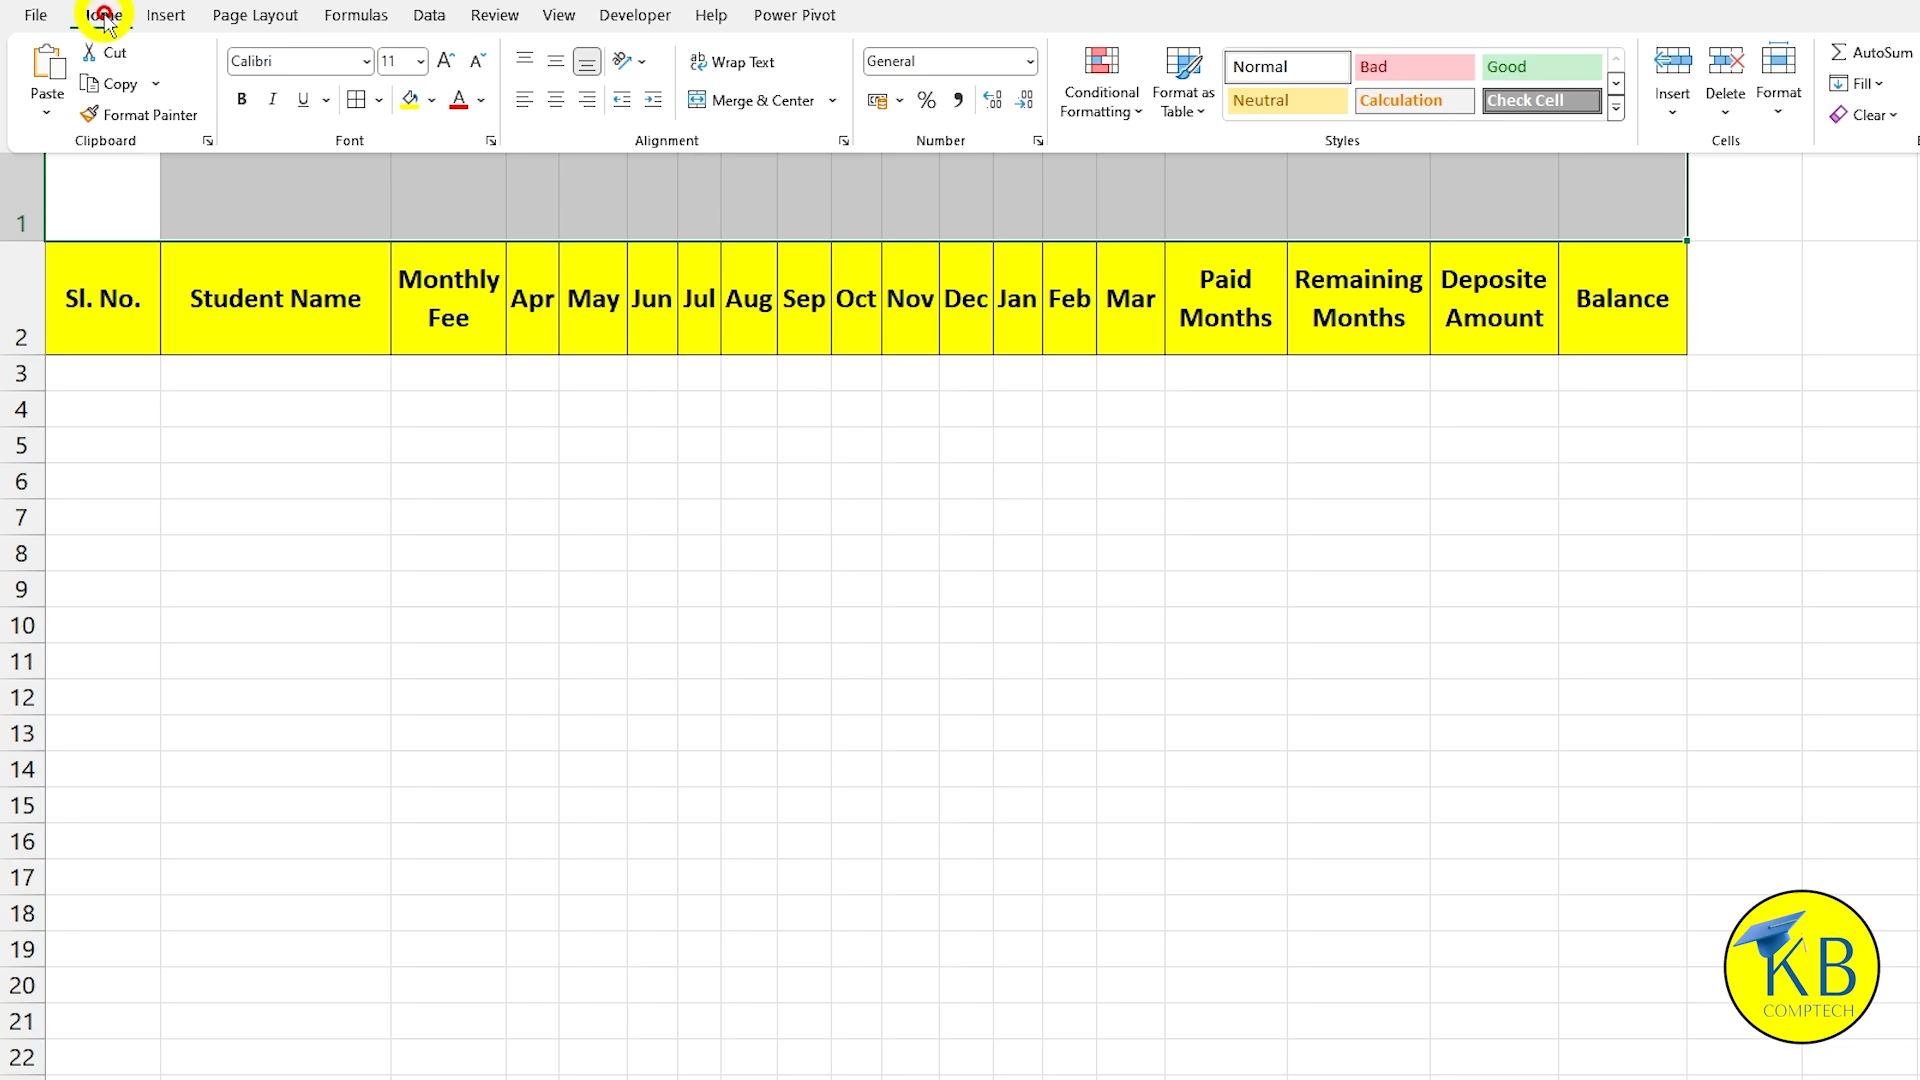 File Home Insert Page Layout Formulas Data Review View Developer Help Power Pivot
Paste
Cut
Copy
Format Painter
Clipboard
Calibri 11
B I U
Font
Wrap Text
Merge & Center
Alignment
General
Number
Conditional
Formatting
Format as
Table
Normal Bad Good
Neutral Calculation Check Cell
Styles
Insert Delete Format
Cells
AutoSum
Fill
Clear
1
2 Sl. No. Student Name Monthly Fee Apr May Jun Jul Aug Sep Oct Nov Dec Jan Feb Mar Paid Months Remaining Months Deposite Amount Balance
3
4
5
6
7
8
9
10
11
12
13
14
15
16
17
18
19
20
21
22
KB
COMPTECH